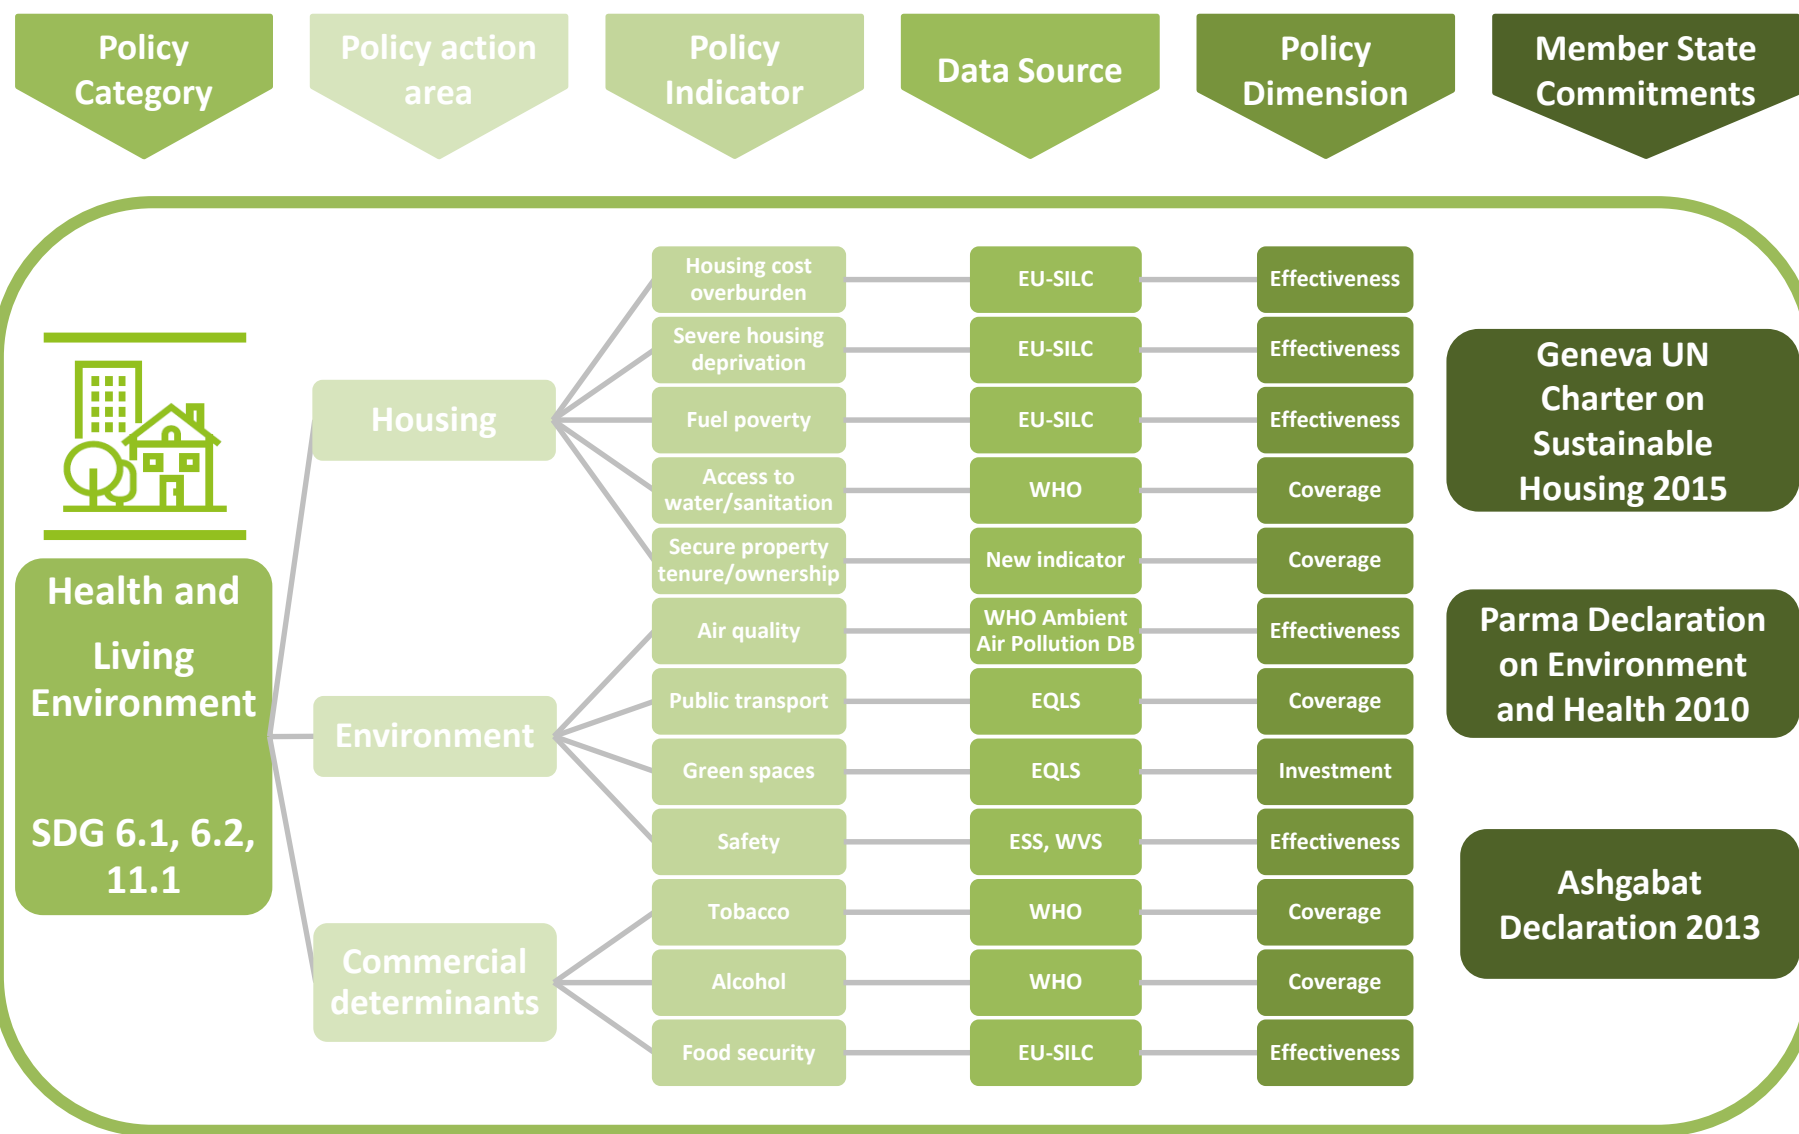 Policy
Category
Policy action
area
Policy
Indicator
Data Source
Policy
Dimension
Member State
Commitments
Health and
Living
Environment
SDG 6.1, 6.2,
11.1
Housing
Housing cost
overburden
EU-SILC
Effectiveness
Severe housing
deprivation
EU-SILC
Effectiveness
Fuel poverty
EU-SILC
Effectiveness
Access to
water/sanitation
WHO
Coverage
Secure property
tenure/ownership
New indicator
Coverage
Environment
Air quality
WHO Ambient
Air Pollution DB
Effectiveness
Public transport
EQLS
Coverage
Green spaces
EQLS
Investment
Safety
ESS, WVS
Effectiveness
Commercial
determinants
Tobacco
WHO
Coverage
Alcohol
WHO
Coverage
Food security
EU-SILC
Effectiveness
Geneva UN
Charter on
Sustainable
Housing 2015
Parma Declaration
on Environment
and Health 2010
Ashgabat
Declaration 2013